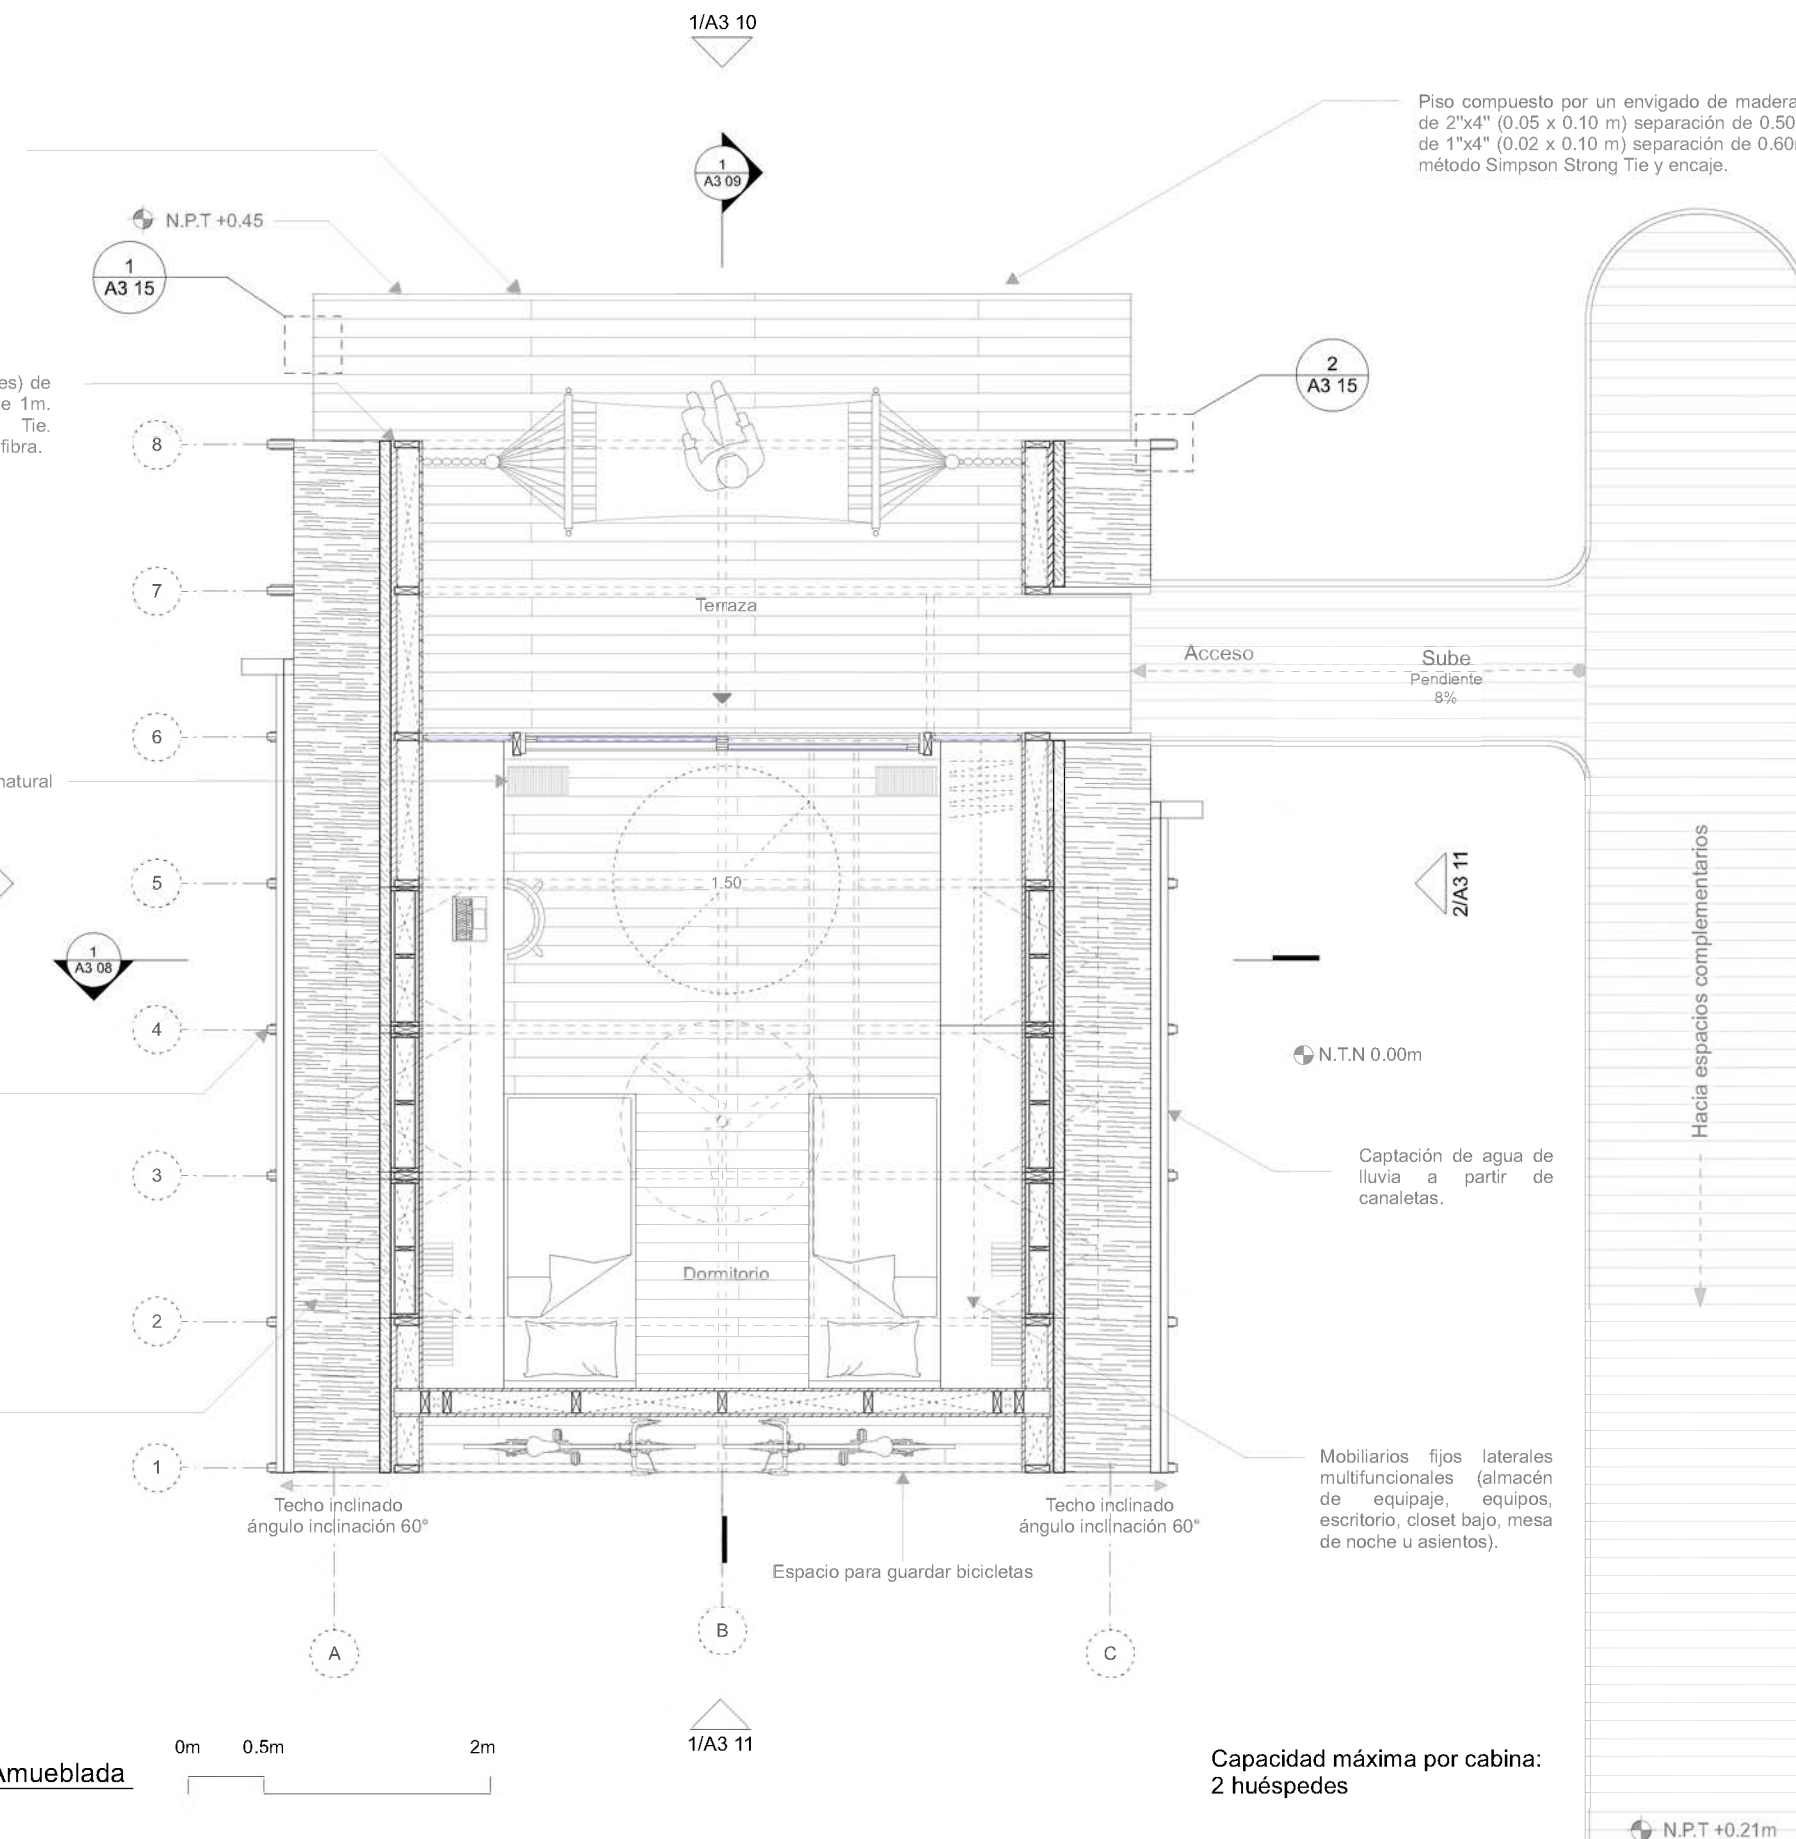 1/A3 10
Piso compuesto por un envigado de madera
de 2"x4" (0.05 x 0.10 m) separación de 0.50
de 1"x4" (0.02 x 0.10 m) separación de 0.60
método Simpson Strong Tie y encaje.
1
A3 09
N.P.T +0.45
1
A3 15
2
A3 15
es) de
e 1m.
Tie.
fibra.
8
7
Terraza
Acceso
Sube
Pendiente
8%
6
natural
5
1.50
2/A3 11
Hacia espacios complementarios
1
A3 08
4
N.T.N 0.00m
3
Captación de agua de
lluvia a partir de
canaletas.
Dormitorio
2
1
Mobiliarios fijos laterales
multifuncionales (almacén
de equipaje, equipos,
escritorio, closet bajo, mesa
de noche u asientos).
Techo inclinado
ángulo inclinación 60°
Techo inclinado
ángulo inclinación 60°
Espacio para guardar bicicletas
A
B
C
1/A3 11
0m 0.5m 2m
Amueblada
Capacidad máxima por cabina:
2 huéspedes
N.P.T +0.21m